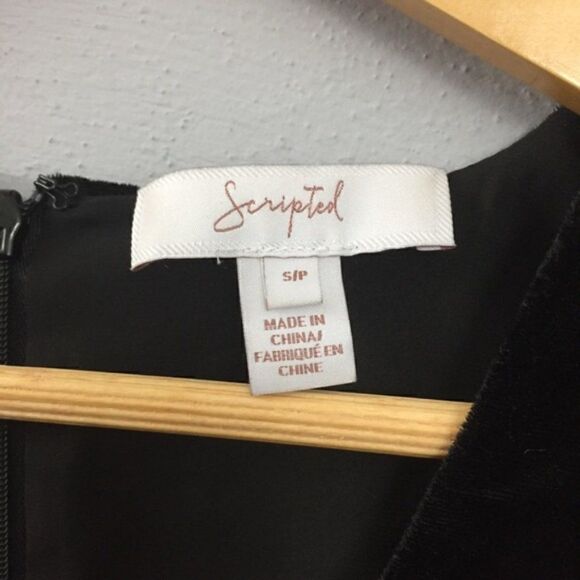 Scripted
S/P
MADE IN
CHINA/
FABRIQUÉ EN
CHINE